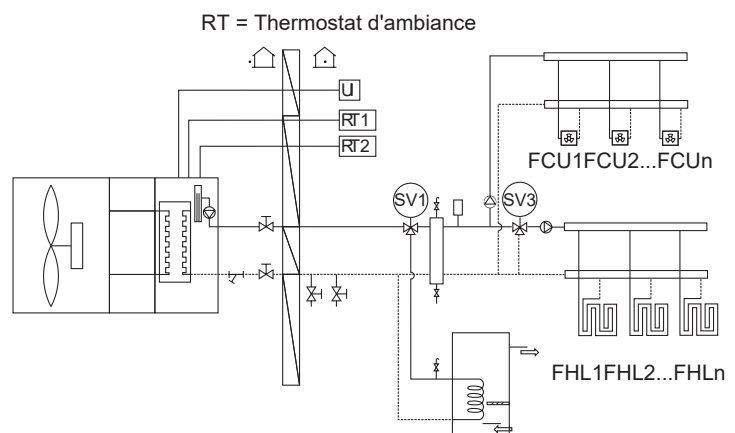 RT = Thermostat d'ambiance
U
RT1
RT2
SV1
SV3
FCU1FCU2...FCUn
FHL1FHL2...FHLn